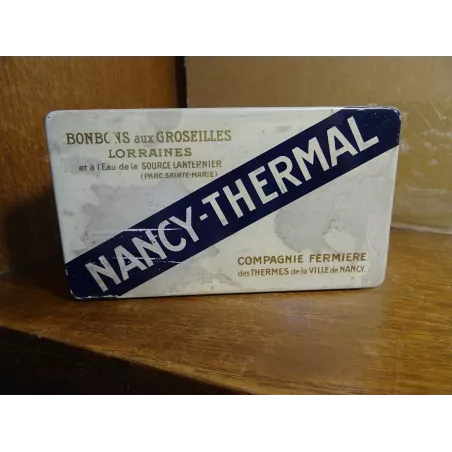 BONBONS aux GROSEILLES
LORRAINES
et à l'Eau de la SOURCE LANTERNIER
(PARC SAINTE-MARIE)
NANCY-THERMAL
COMPAGNIE FERMIERE
des THERMES de la VILLE de NANCY